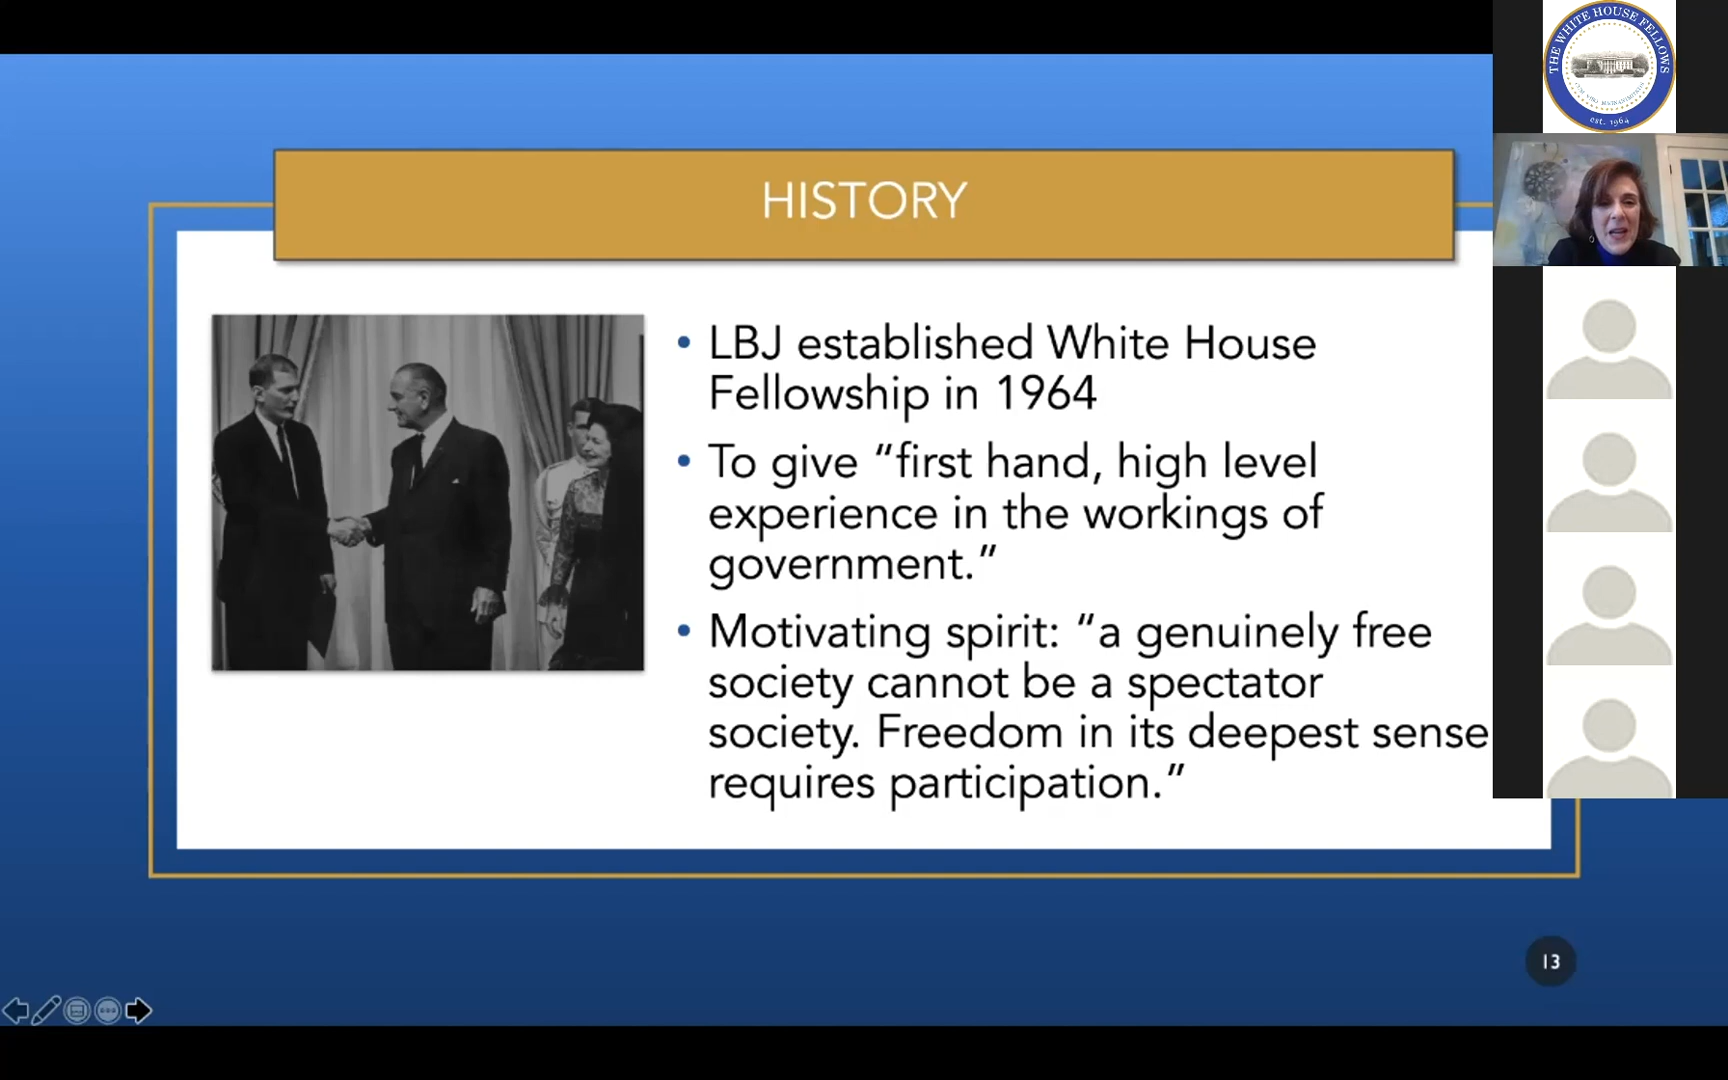 THE WHITE HOUSE FELLOWS
est. 1964
HISTORY
• LBJ established White House
Fellowship in 1964
• To give “first hand, high level
experience in the workings of
government.”
• Motivating spirit: “a genuinely free
society cannot be a spectator
society. Freedom in its deepest sense
requires participation.”
13